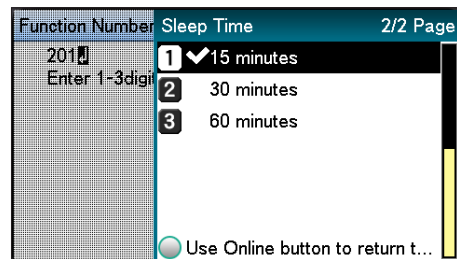 Function Number
201
Enter 1-3digi
Sleep Time 2/2 Page
1 15 minutes
2 30 minutes
3 60 minutes
Use Online button to return t...